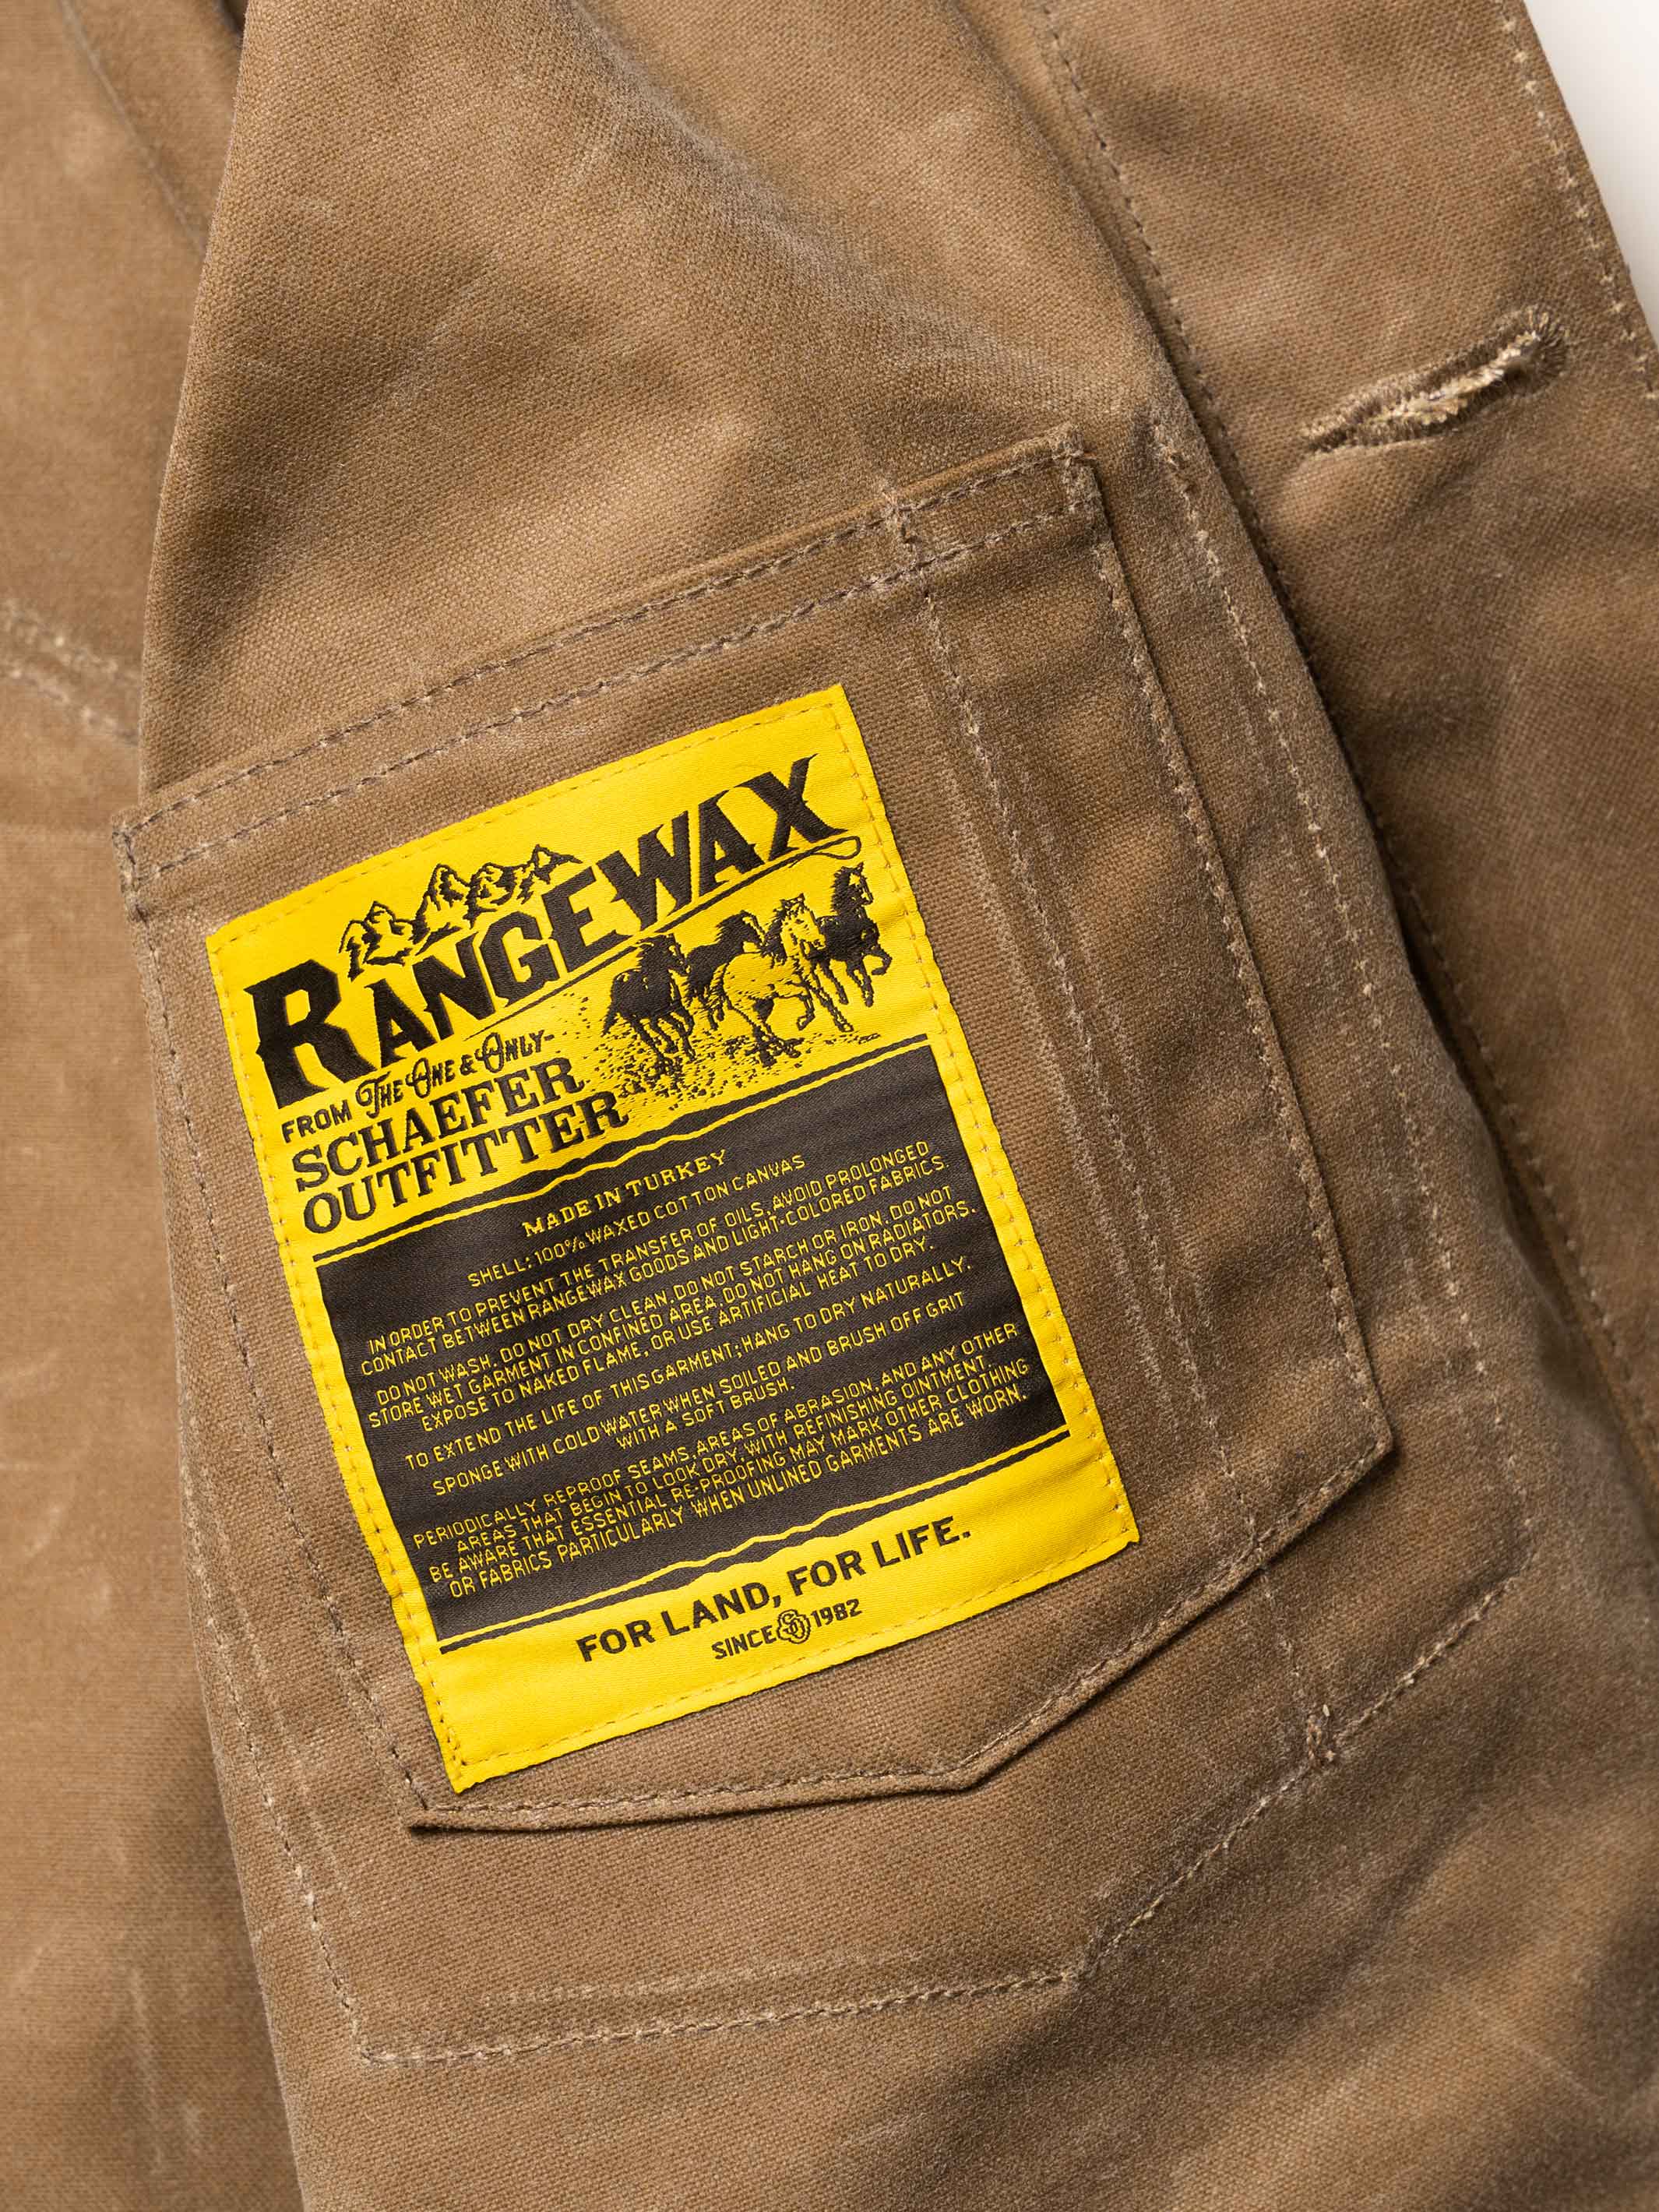 RANGEWAX
FROM THE ONE & ONLY-
SCHAEFER
OUTFITTER
MADE IN TURKEY
SHELL: 100% WAXED COTTON CANVAS
IN ORDER TO PREVENT THE TRANSFER OF OILS, AVOID PROLONGED
CONTACT BETWEEN RANGEWAX GOODS AND LIGHT-COLORED FABRICS.
DO NOT WASH. DO NOT DRY CLEAN. DO NOT STARCH OR IRON. DO NOT
STORE WET GARMENT IN CONFINED AREA. DO NOT HANG ON RADIATORS.
EXPOSE TO NAKED FLAME, OR USE ARTIFICIAL HEAT TO DRY.
TO EXTEND THE LIFE OF THIS GARMENT; HANG TO DRY NATURALLY.
SPONGE WITH COLD WATER WHEN SOILED AND BRUSH OFF GRIT
WITH A SOFT BRUSH.
PERIODICALLY REPROOF SEAMS, AREAS OF ABRASION, AND ANY OTHER
AREAS THAT BEGIN TO LOOK DRY, WITH REFINISHING OINTMENT.
BE AWARE THAT ESSENTIAL RE-PROOFING MAY MARK OTHER CLOTHING
OR FABRICS PARTICULARLY WHEN UNLINED GARMENTS ARE WORN.
FOR LAND, FOR LIFE.
SINCE SO 1982